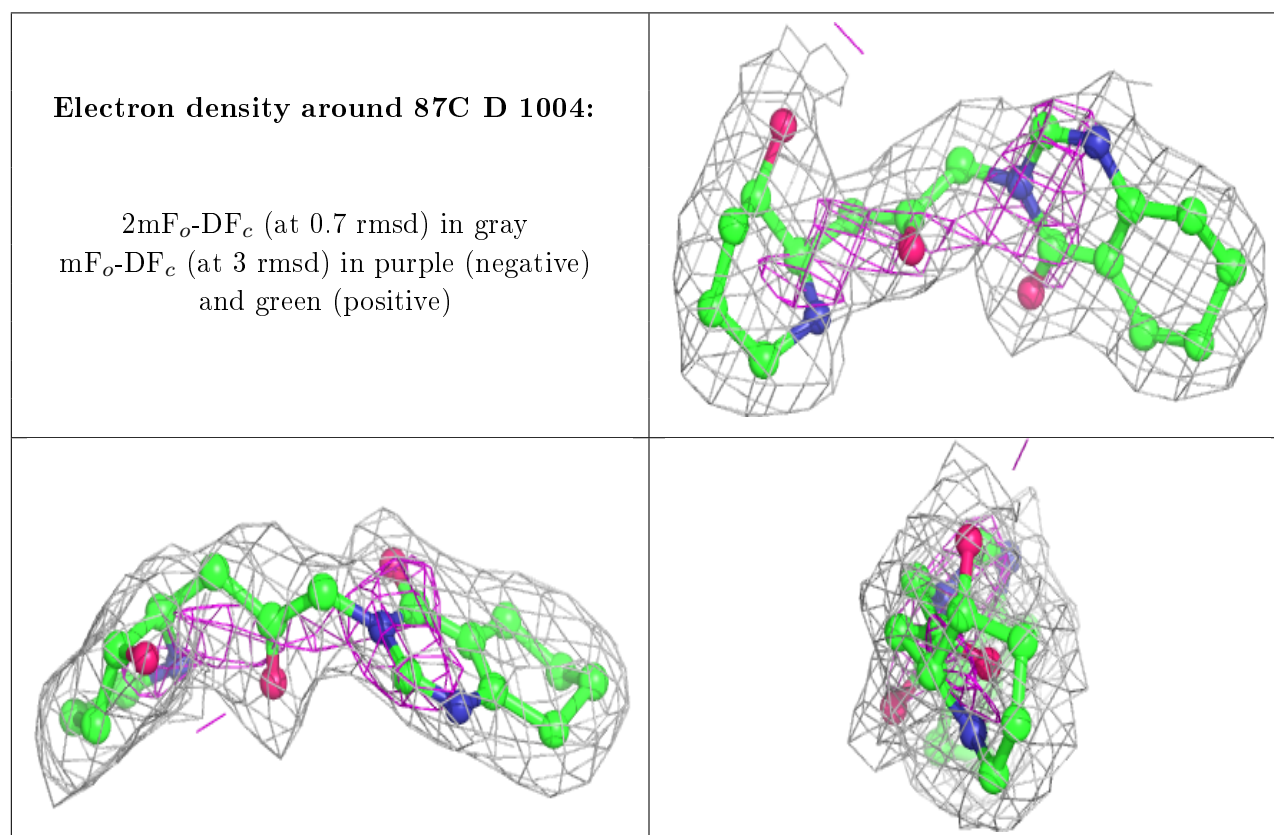 Electron density around 87C D 1004:
2mFₒ-DF𝒸 (at 0.7 rmsd) in gray
mFₒ-DF𝒸 (at 3 rmsd) in purple (negative)
and green (positive)